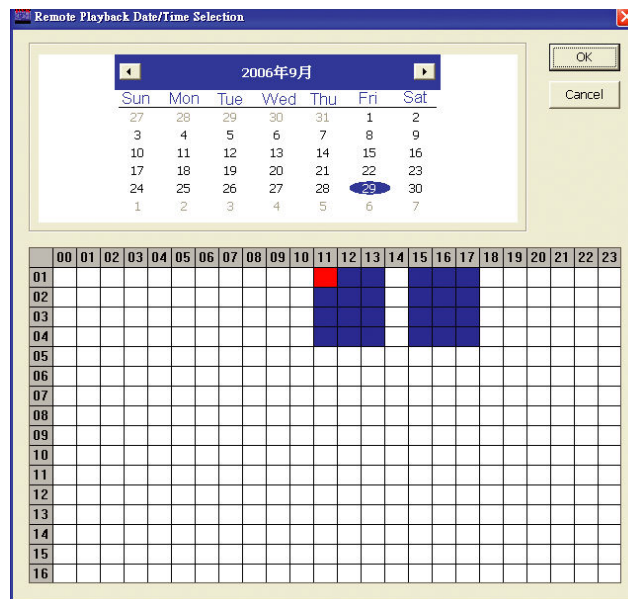 Remote Playback Date/Time Selection
2006年9月
OK
Cancel
Sun Mon Tue Wed Thu Fri Sat
27 28 29 30 31 1 2
3 4 5 6 7 8 9
10 11 12 13 14 15 16
17 18 19 20 21 22 23
24 25 26 27 28 29 30
1 2 3 4 5 6 7
00 01 02 03 04 05 06 07 08 09 10 11 12 13 14 15 16 17 18 19 20 21 22 23
01
02
03
04
05
06
07
08
09
10
11
12
13
14
15
16